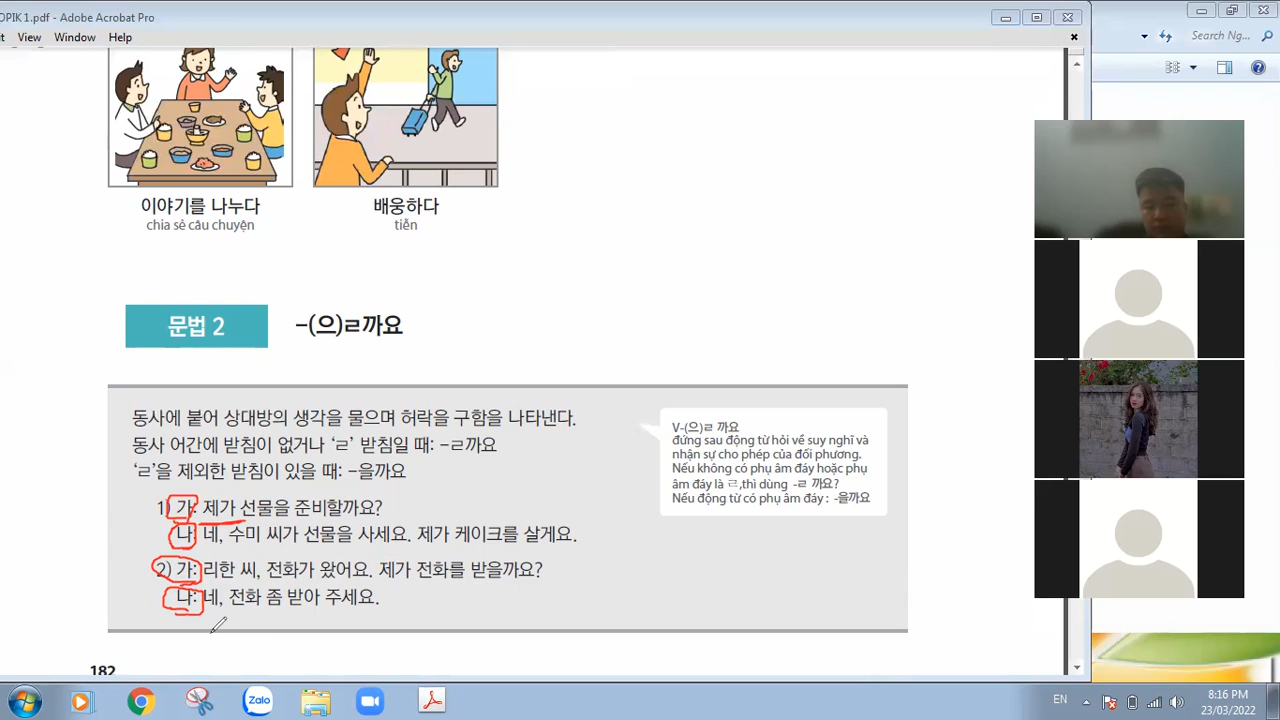 OPIK 1.pdf - Adobe Acrobat Pro
it View Window Help
Search Ng...
이야기를 나누다
chia sẻ câu chuyện
배웅하다
tiễn
문법 2
-(으)ㄹ까요
동사에 붙어 상대방의 생각을 물으며 허락을 구함을 나타낸다.
동사 어간에 받침이 없거나 ‘ㄹ’ 받침일 때: -ㄹ까요
‘ㄹ’을 제외한 받침이 있을 때: -을까요
V-(으)ㄹ 까요
đứng sau động từ hỏi về suy nghĩ và
nhận sự cho phép của đối phương.
Nếu không có phụ âm đáy hoặc phụ
âm đáy là ㄹ,thì dùng -ㄹ 까요?
Nếu động từ có phụ âm đáy : -을까요
1) 가: 제가 선물을 준비할까요?
나: 네, 수미 씨가 선물을 사세요. 제가 케이크를 살게요.
2) 가: 리한 씨, 전화가 왔어요. 제가 전화를 받을까요?
나: 네, 전화 좀 받아 주세요.
182
Zalo
EN
8:16 PM
23/03/2022